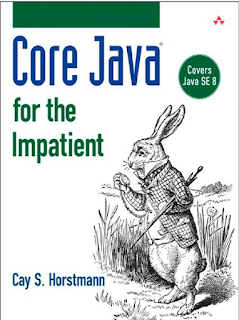 Core Java®
for the
Impatient
Covers
Java SE 8
Cay S. Horstmann